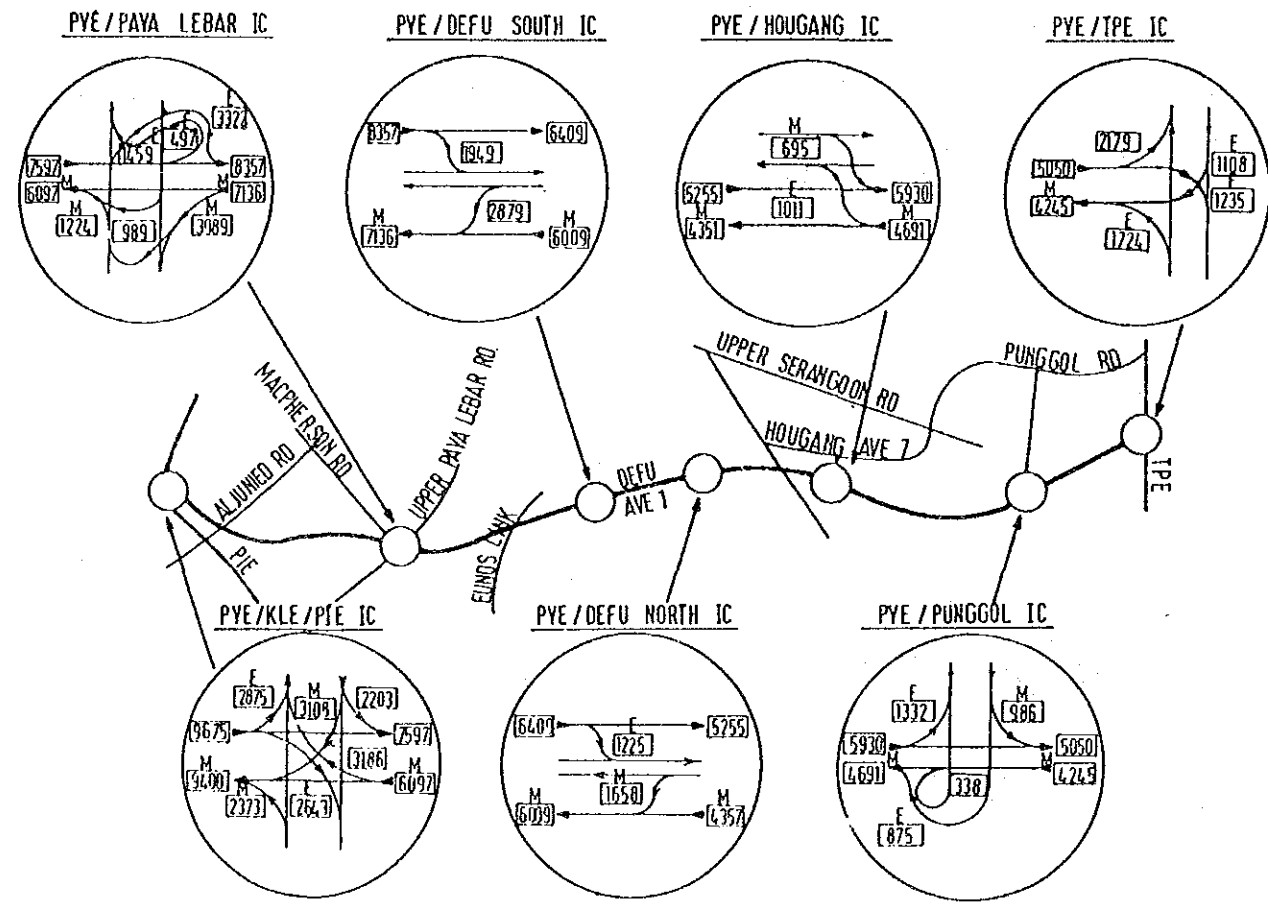 PYE/PAYA LEBAR IC
PYE/DEFU SOUTH IC
PYE/HOUGANG IC
PYE/TPE IC
E
3322
E
E
497
1459
7597
8357
M
6097
M
7136
M
1224
989
M
3089
8357
6409
1949
2879
M
7136
M
6009
M
695
5255
E
1011
5930
M
4351
M
4691
2179
E
1108
5050
E
1235
M
4245
E
1724
MACPHERSON RD
ALJUNIED RD
PIE
UPPER PAYA LEBAR RD.
EUNOS LINK
DEFU
AVE 1
UPPER SERANGOON RD
HOUGANG AVE 7
PUNGGOL RD
TPE
PYE/KLE/PIE IC
PYE/DEFU NORTH IC
PYE/PUNGGOL IC
E
2875
M
2203
9675
7597
3186
M
9400
M
6097
M
2373
E
2643
6409
E
1225
5255
M
1658
M
6009
M
4357
E
1332
M
986
5930
5050
M
4691
M
4245
338
E
875